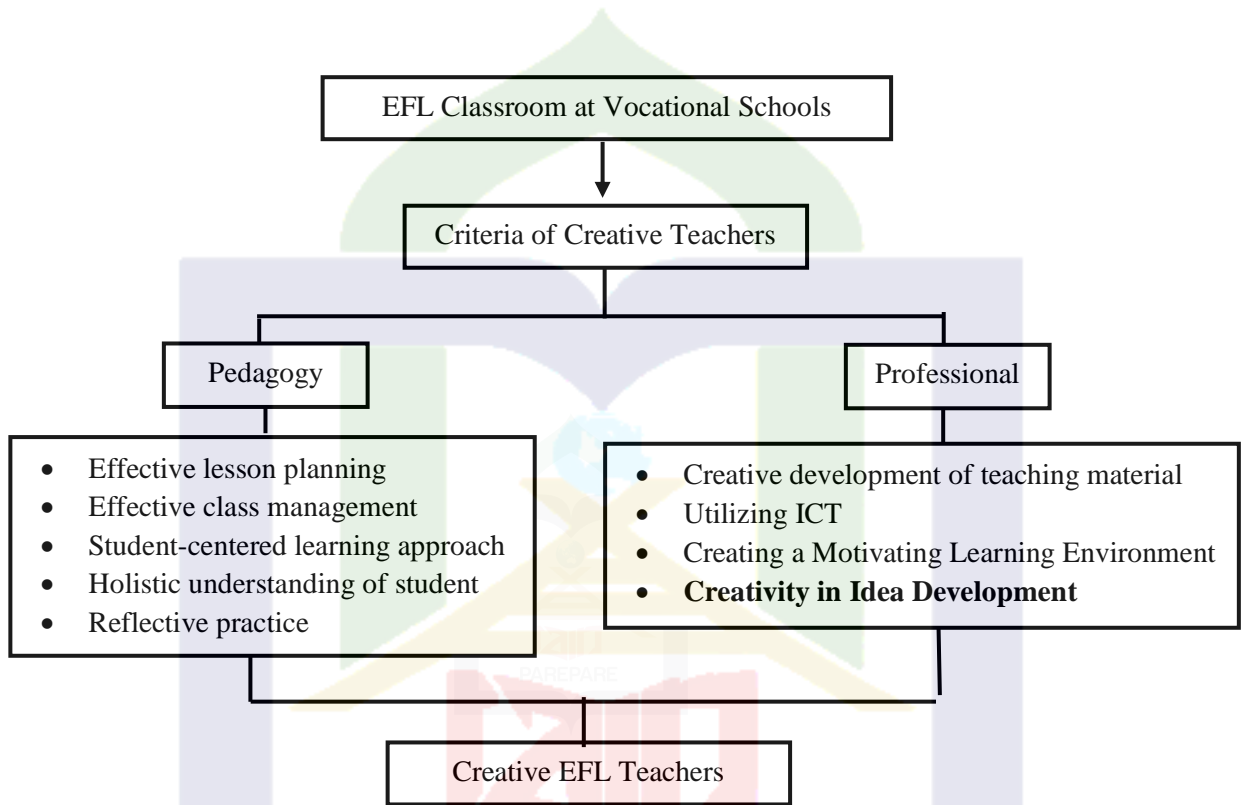 EFL Classroom at Vocational Schools
Criteria of Creative Teachers
Pedagogy
Professional
• Effective lesson planning
• Effective class management
• Student-centered learning approach
• Holistic understanding of student
• Reflective practice
• Creative development of teaching material
• Utilizing ICT
• Creating a Motivating Learning Environment
• Creativity in Idea Development
PAREPARE
Creative EFL Teachers